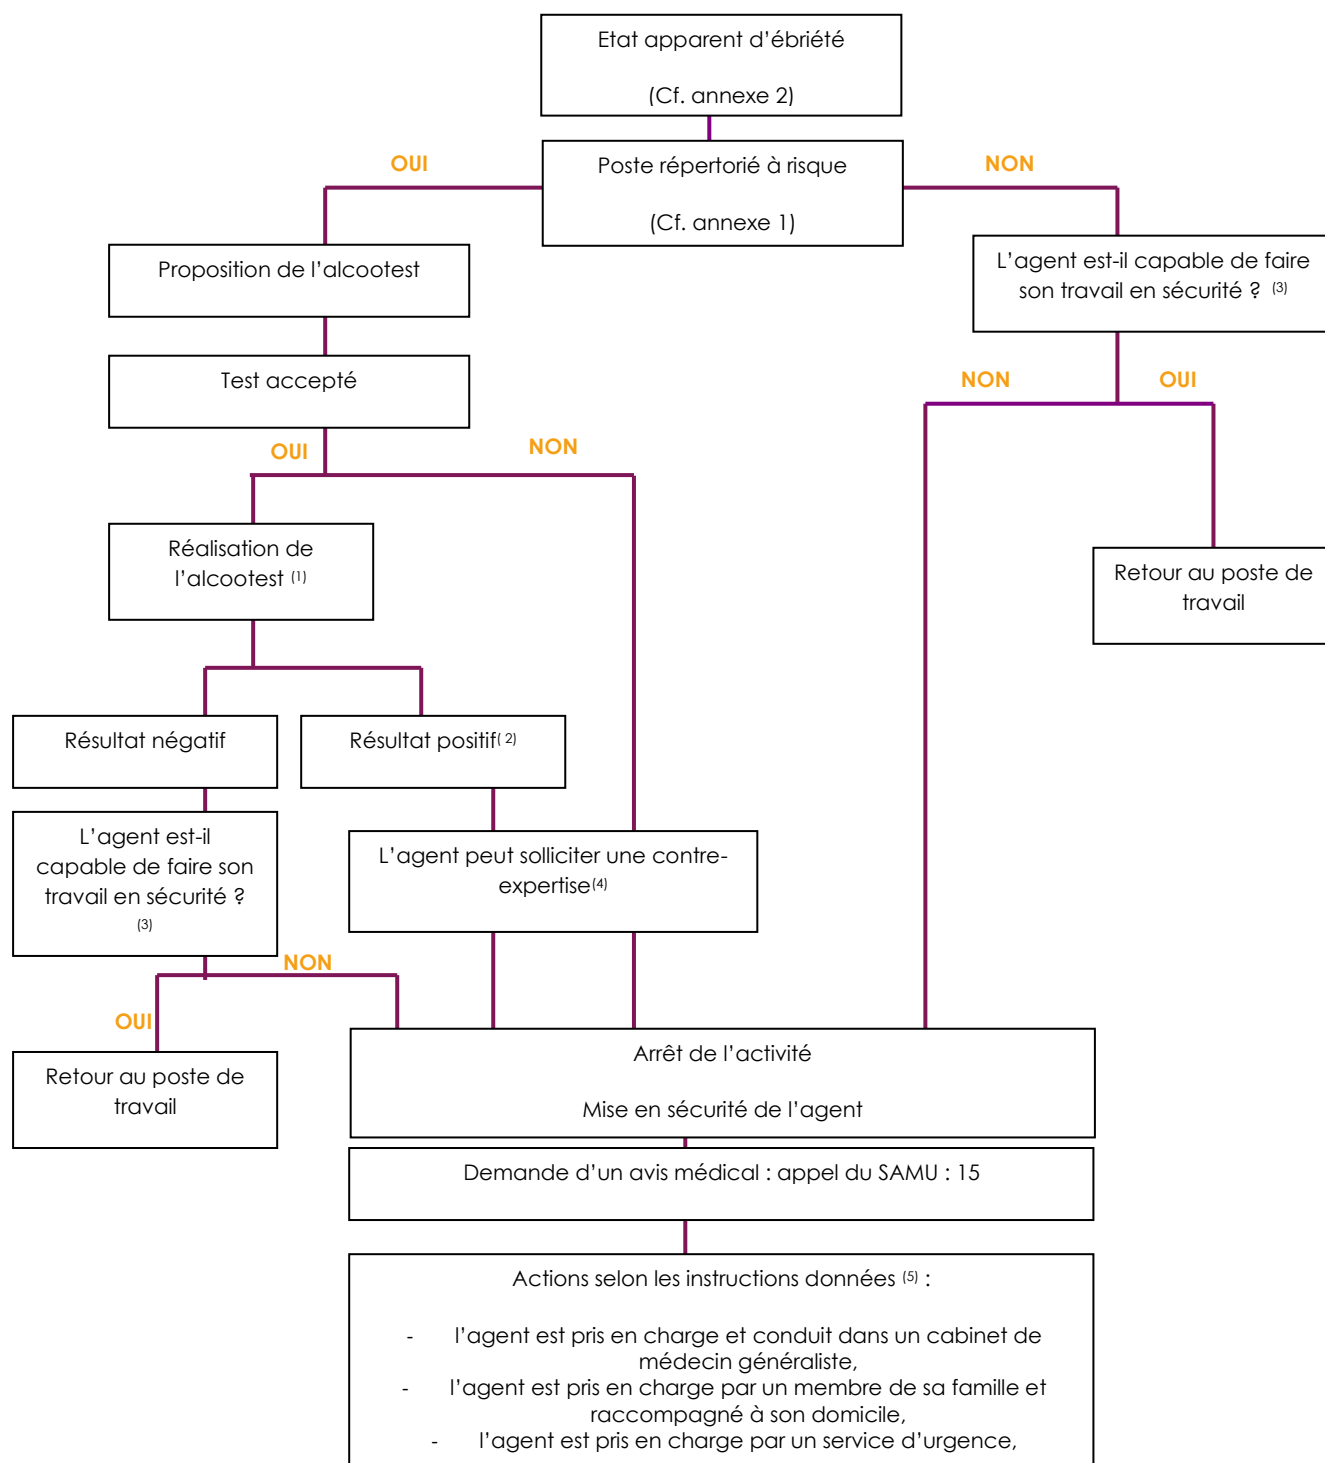 Etat apparent d’ébriété
(Cf. annexe 2)
OUI
Poste répertorié à risque
NON
(Cf. annexe 1)
Proposition de l’alcootest
L’agent est-il capable de faire
son travail en sécurité ? (3)
Test accepté
NON
OUI
OUI
NON
Réalisation de
l’alcootest (1)
Retour au poste de
travail
Résultat négatif
Résultat positif( 2)
L’agent est-il
capable de faire son
travail en sécurité ?
(3)
L’agent peut solliciter une contre-
expertise(4)
NON
OUI
Retour au poste de
travail
Arrêt de l’activité
Mise en sécurité de l’agent
Demande d’un avis médical : appel du SAMU : 15
Actions selon les instructions données (5) :
- l’agent est pris en charge et conduit dans un cabinet de
médecin généraliste,
- l’agent est pris en charge par un membre de sa famille et
raccompagné à son domicile,
- l’agent est pris en charge par un service d’urgence,